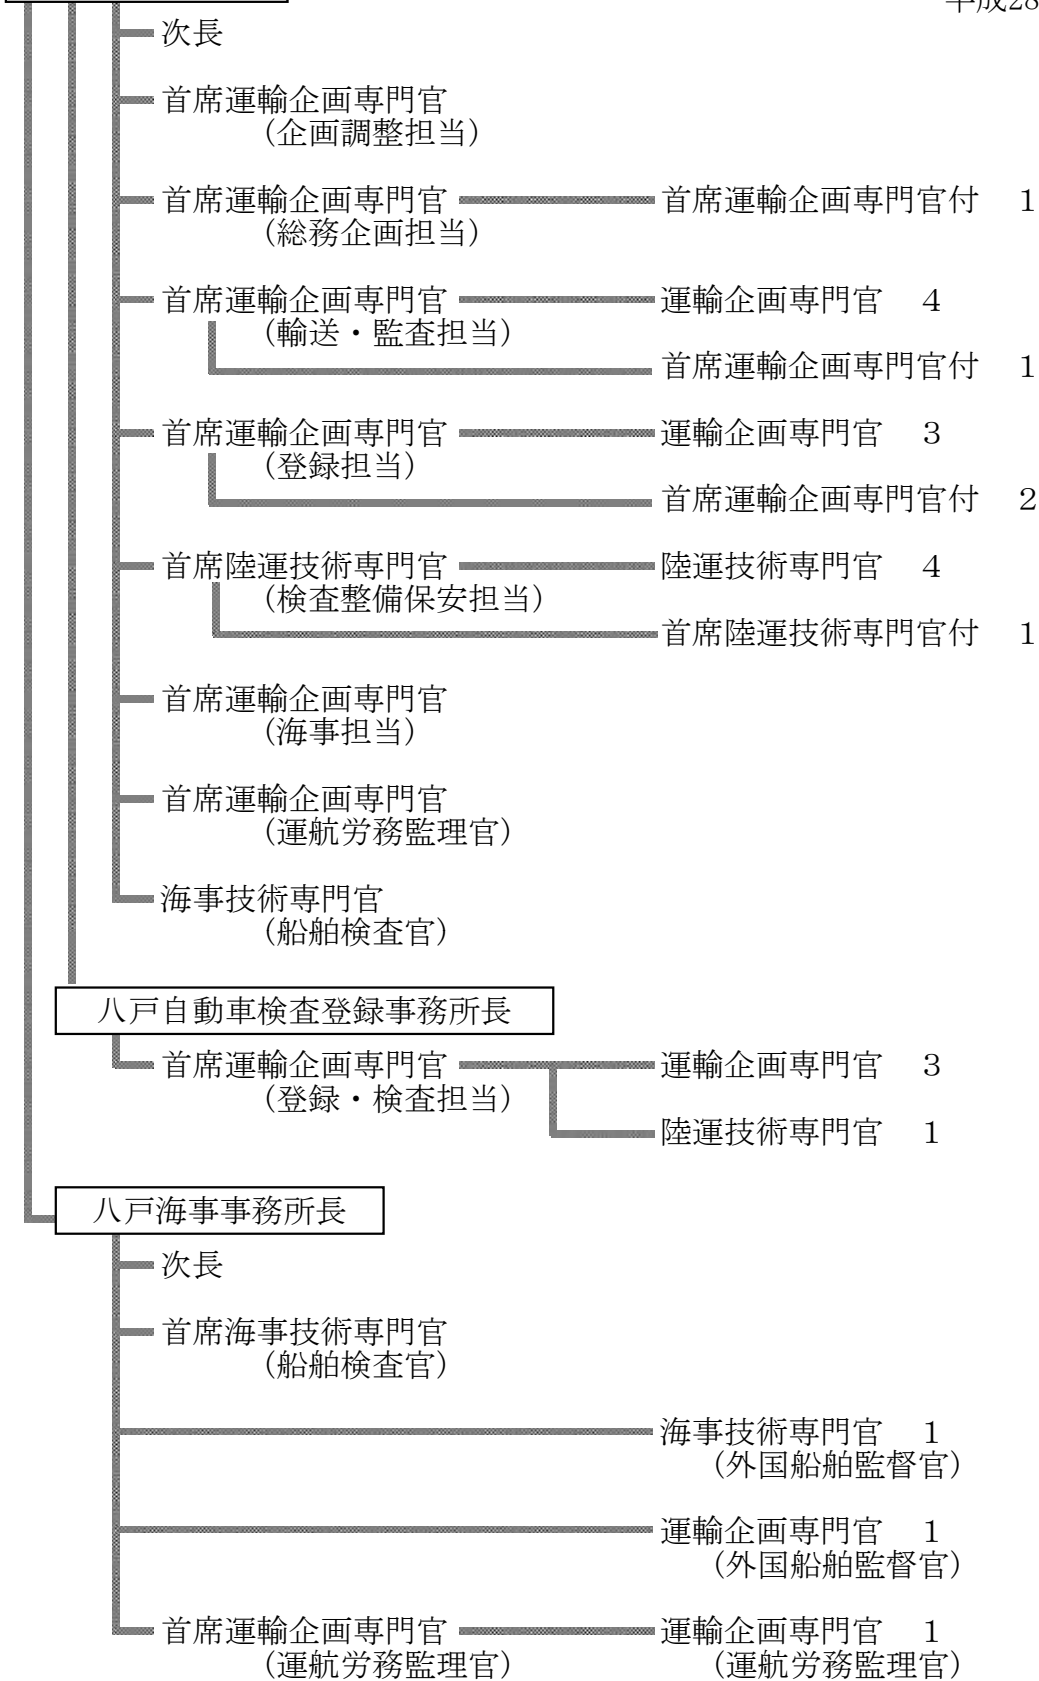 平成28
次長
首席運輸企画専門官
（企画調整担当）
首席運輸企画専門官 首席運輸企画専門官付 １
（総務企画担当）
首席運輸企画専門官 運輸企画専門官 ４
（輸送・監査担当）
首席運輸企画専門官付 １
首席運輸企画専門官 運輸企画専門官 ３
（登録担当）
首席運輸企画専門官付 ２
首席陸運技術専門官 陸運技術専門官 ４
（検査整備保安担当）
首席陸運技術専門官付 １
首席運輸企画専門官
（海事担当）
首席運輸企画専門官
（運航労務監理官）
海事技術専門官
（船舶検査官）
八戸自動車検査登録事務所長
首席運輸企画専門官 運輸企画専門官 ３
（登録・検査担当）
陸運技術専門官 １
八戸海事事務所長
次長
首席海事技術専門官
（船舶検査官）
海事技術専門官 １
（外国船舶監督官）
運輸企画専門官 １
（外国船舶監督官）
首席運輸企画専門官 運輸企画専門官 １
（運航労務監理官） （運航労務監理官）